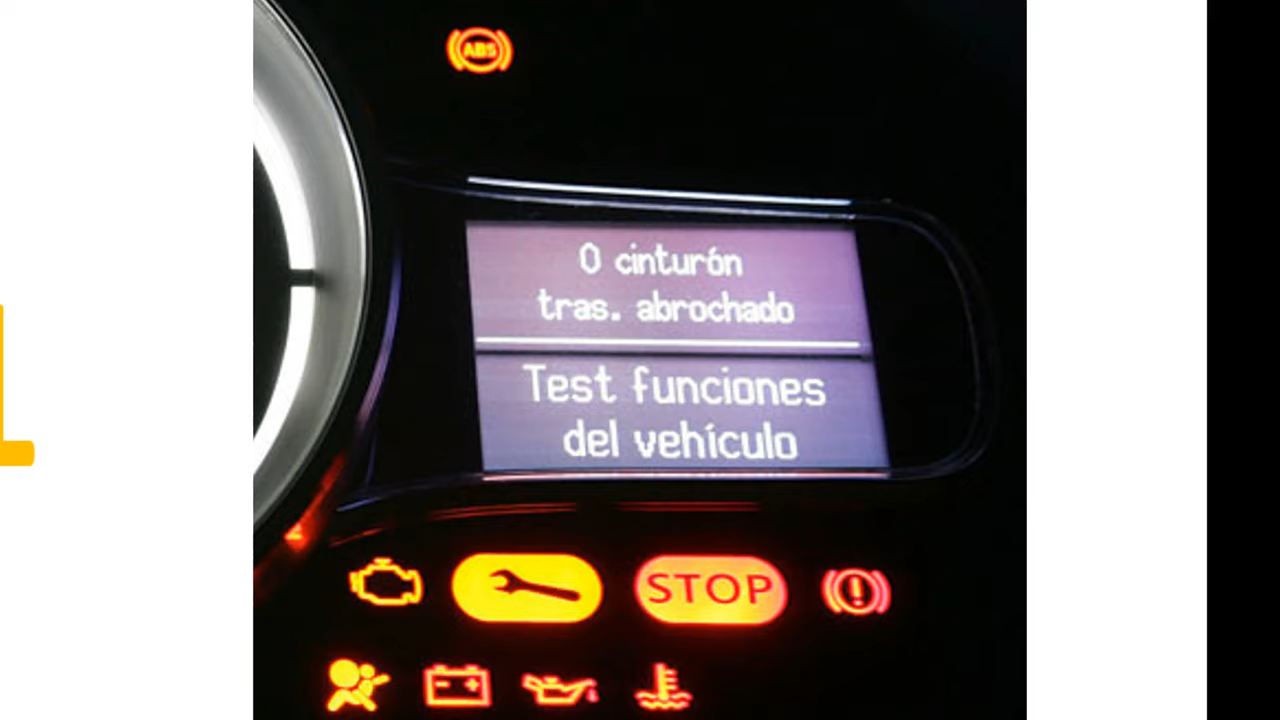 ABS
0 cinturón
tras. abrochado
Test funciones
del vehículo
STOP